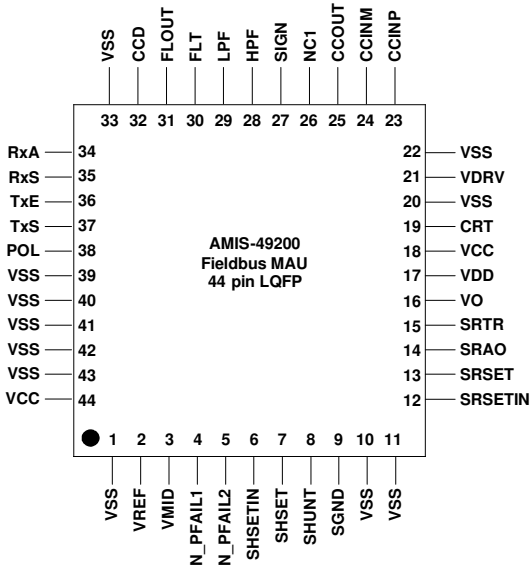 VSS
CCD
FLOUT
FLT
LPF
HPF
SIGN
NC1
CCOUT
CCINM
CCINP
33 32 31 30 29 28 27 26 25 24 23
RxA 34
RxS 35
TxE 36
TxS 37
POL 38
VSS 39
VSS 40
VSS 41
VSS 42
VSS 43
VCC 44
AMIS-49200
Fieldbus MAU
44 pin LQFP
22 VSS
21 VDRV
20 VSS
19 CRT
18 VCC
17 VDD
16 VO
15 SRTR
14 SRAO
13 SRSET
12 SRSETIN
1 2 3 4 5 6 7 8 9 10 11
VSS
VREF
VMID
N_PFAIL1
N_PFAIL2
SHSETIN
SHSET
SHUNT
SGND
VSS
VSS